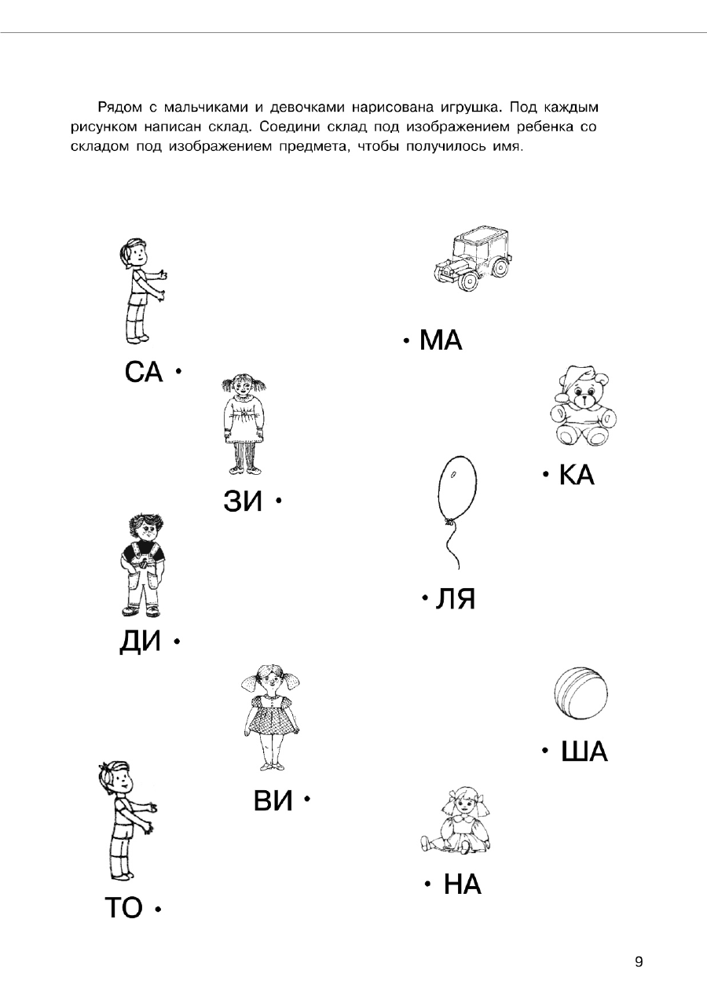 Рядом с мальчиками и девочками нарисована игрушка. Под каждым
рисунком написан склад. Соедини склад под изображением ребенка со
складом под изображением предмета, чтобы получилось имя.
• МА
СА •
• КА
ЗИ •
• ЛЯ
ДИ •
• ША
ВИ •
• НА
ТО •
9